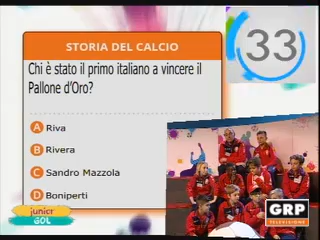 STORIA DEL CALCIO
33
Chi è stato il primo italiano a vincere il
Pallone d'Oro?
A Riva
B Rivera
C Sandro Mazzola
D Boniperti
junior
GOL
GRP
TELEVISIONE